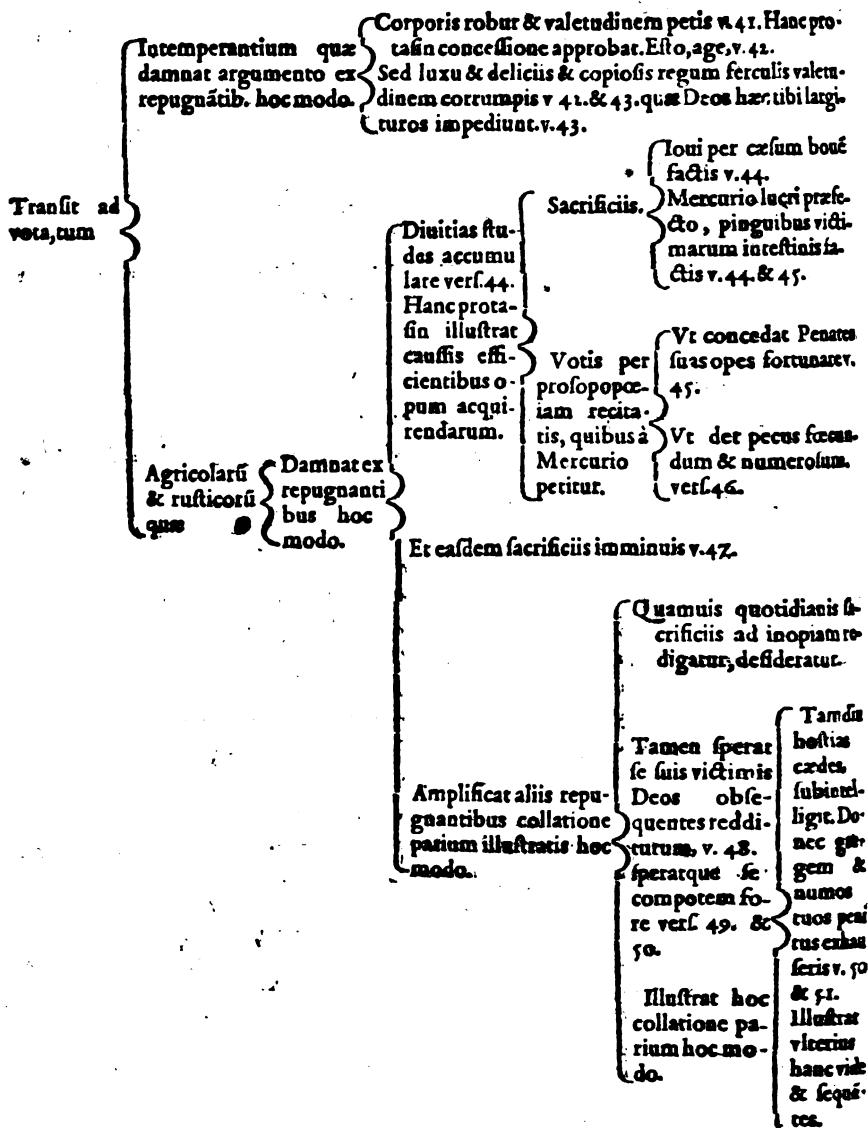 Tranſit ad
vota, tum
Intemperantium quæ
damnat argumento ex
repugnātib. hoc modo.
Corporis robur & valetudinem petis v. 41. Hanc pro-
taſin conceſſione approbat. Eſto, age, v. 42.
Sed luxu & deliciis & copioſis regum ferculis valetu-
dinem corrumpis v 42. & 43. quæ Deos hæc tibi largi-
turos impediunt. v. 43.
Agricolarū
& ruſticorū
quæ
Damnat ex
repugnanti
bus hoc
modo.
Diuitias ſtu-
des accumu
lare verſ. 44.
Hanc prota-
ſin illuſtrat
cauſſis effi-
cientibus o-
pum acqui-
rendarum.
Sacrificiis.
Ioui per cæſum bouē
factis v. 44.
Mercurio lucri præfe-
cto, pinguibus victi-
marum inteſtinis fa-
ctis v. 44. & 45.
Votis per
proſopopœ-
iam recita-
tis, quibus à
Mercurio
petitur.
Vt concedat Penates
ſuas opes fortunare v.
45.
Vt det pecus fœcun-
dum & numeroſum.
verſ. 46.
Et eaſdem ſacrificiis imminuis v. 47.
Amplificat aliis repu-
gnantibus collatione
parium illuſtratis hoc
modo.
Quamuis quotidianis ſa-
crificiis ad inopiam re-
digatur, deſideratur.
Tamen ſperat
ſe ſuis victimis
Deos obſe-
quentes reddi-
turum, v. 48.
ſperatque ſe
compotem fo-
re verſ. 49. &
50.
Illuſtrat hoc
collatione pa-
rium hoc mo-
do.
Tamdiu
hoſtias
cædes,
ſubintel-
ligit. Do-
nec gre-
gem &
numos
tuos peni
tus exhau
ſeris v. 50
& 51.
Illuſtrat
vlterius
hanc vide
& ſequē-
tes.